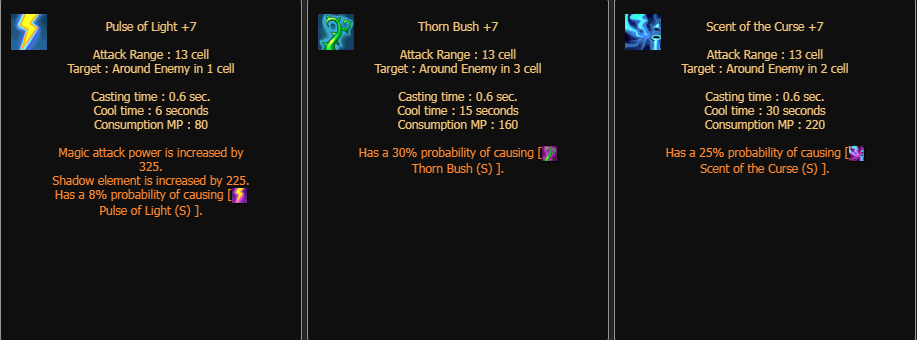 Pulse of Light +7
Attack Range : 13 cell
Target : Around Enemy in 1 cell
Casting time : 0.6 sec.
Cool time : 6 seconds
Consumption MP : 80
Magic attack power is increased by
325.
Shadow element is increased by 225.
Has a 8% probability of causing [
Pulse of Light (S) ].
Thorn Bush +7
Attack Range : 13 cell
Target : Around Enemy in 3 cell
Casting time : 0.6 sec.
Cool time : 15 seconds
Consumption MP : 160
Has a 30% probability of causing [
Thorn Bush (S) ].
Scent of the Curse +7
Attack Range : 13 cell
Target : Around Enemy in 2 cell
Casting time : 0.6 sec.
Cool time : 30 seconds
Consumption MP : 220
Has a 25% probability of causing [
Scent of the Curse (S) ].